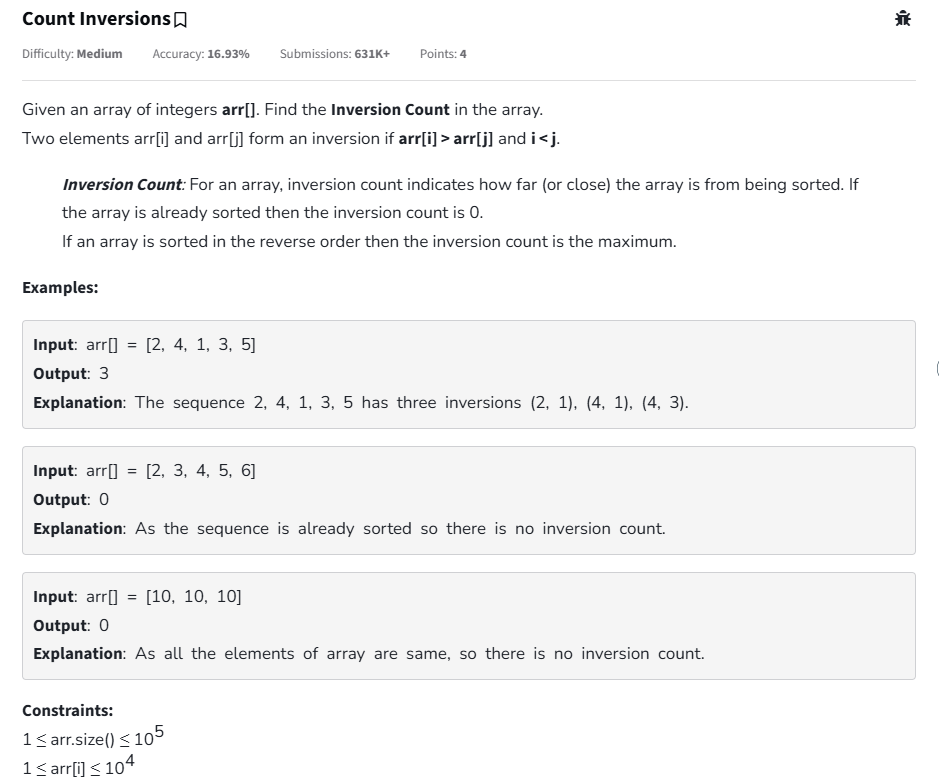 Count Inversions
Difficulty: Medium Accuracy: 16.93% Submissions: 631K+ Points: 4
Given an array of integers arr[]. Find the Inversion Count in the array.
Two elements arr[i] and arr[j] form an inversion if arr[i] > arr[j] and i < j.
Inversion Count: For an array, inversion count indicates how far (or close) the array is from being sorted. If
the array is already sorted then the inversion count is 0.
If an array is sorted in the reverse order then the inversion count is the maximum.
Examples:
Input: arr[] = [2, 4, 1, 3, 5]
Output: 3
Explanation: The sequence 2, 4, 1, 3, 5 has three inversions (2, 1), (4, 1), (4, 3).
Input: arr[] = [2, 3, 4, 5, 6]
Output: 0
Explanation: As the sequence is already sorted so there is no inversion count.
Input: arr[] = [10, 10, 10]
Output: 0
Explanation: As all the elements of array are same, so there is no inversion count.
Constraints:
1 ≤ arr.size() ≤ 10⁵
1 ≤ arr[i] ≤ 10⁴